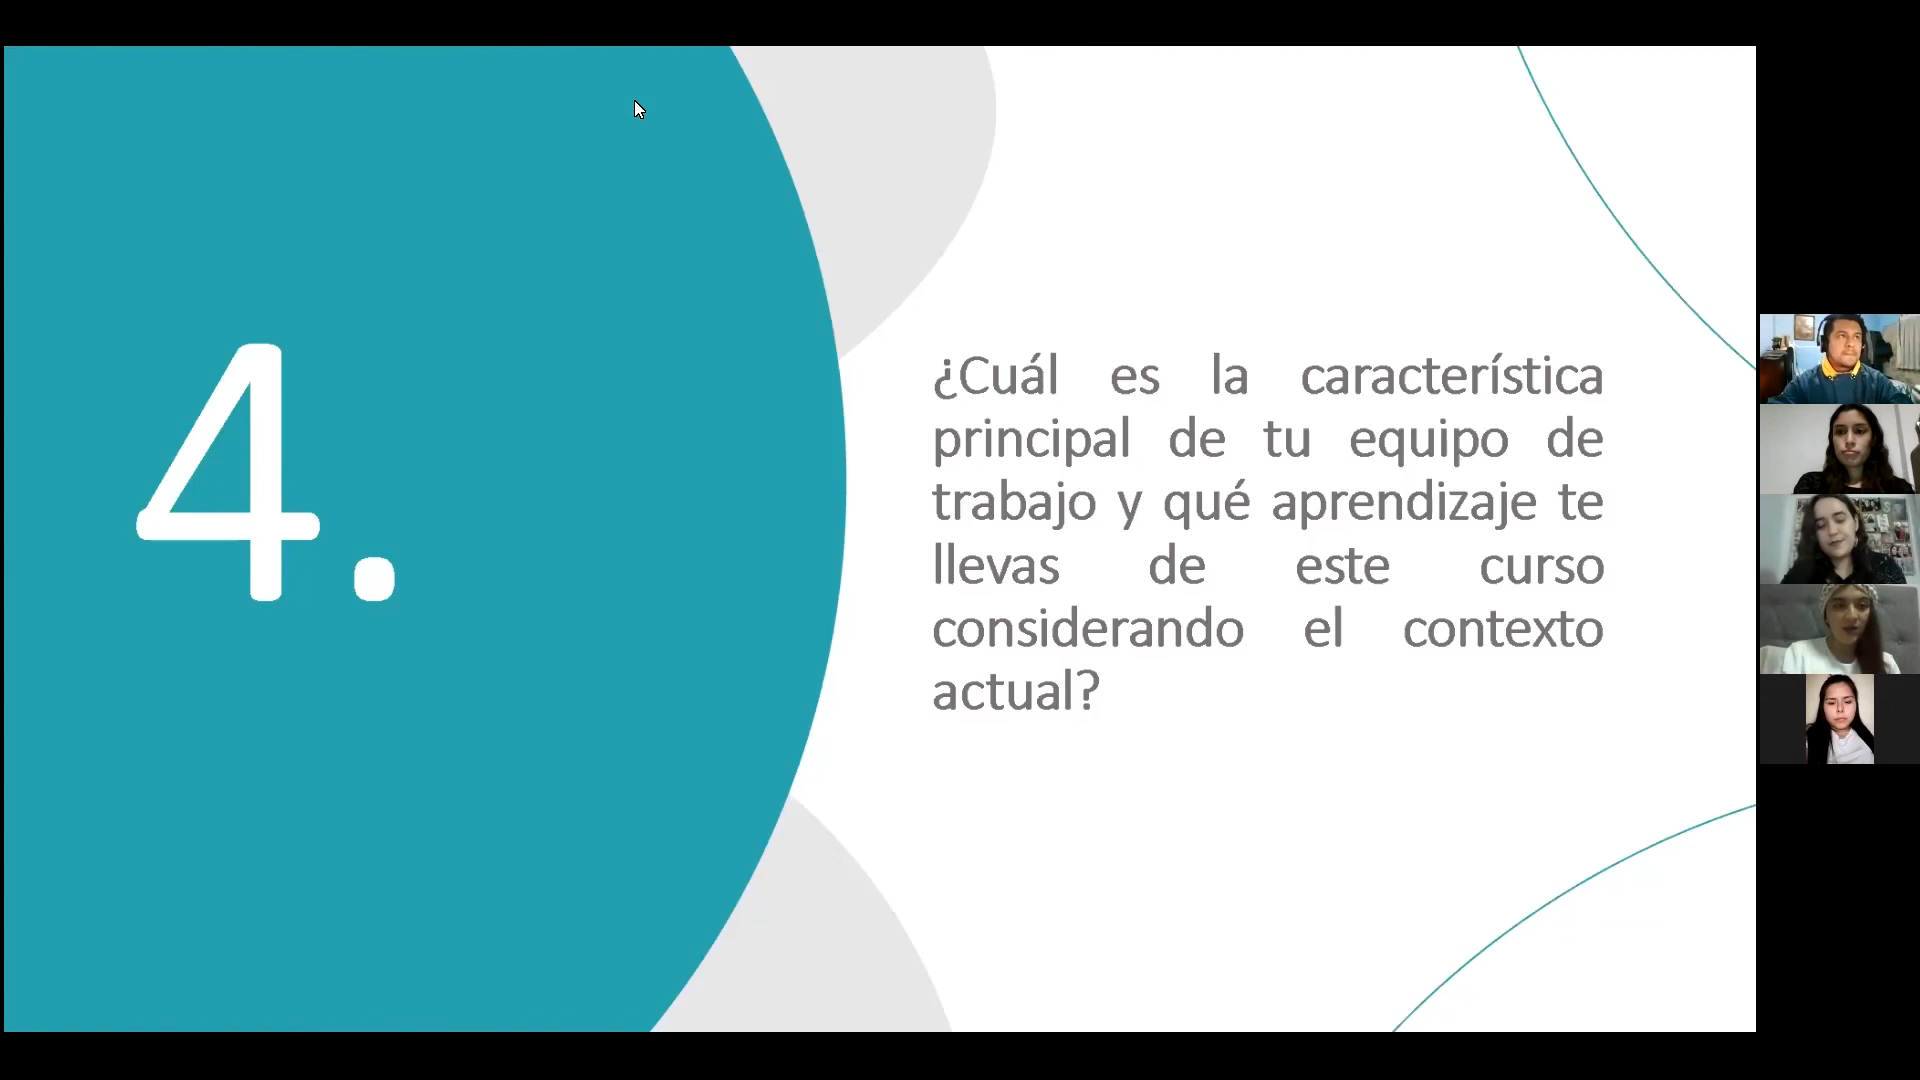 4.
¿Cuál es la característica
principal de tu equipo de
trabajo y qué aprendizaje te
llevas de este curso
considerando el contexto
actual?